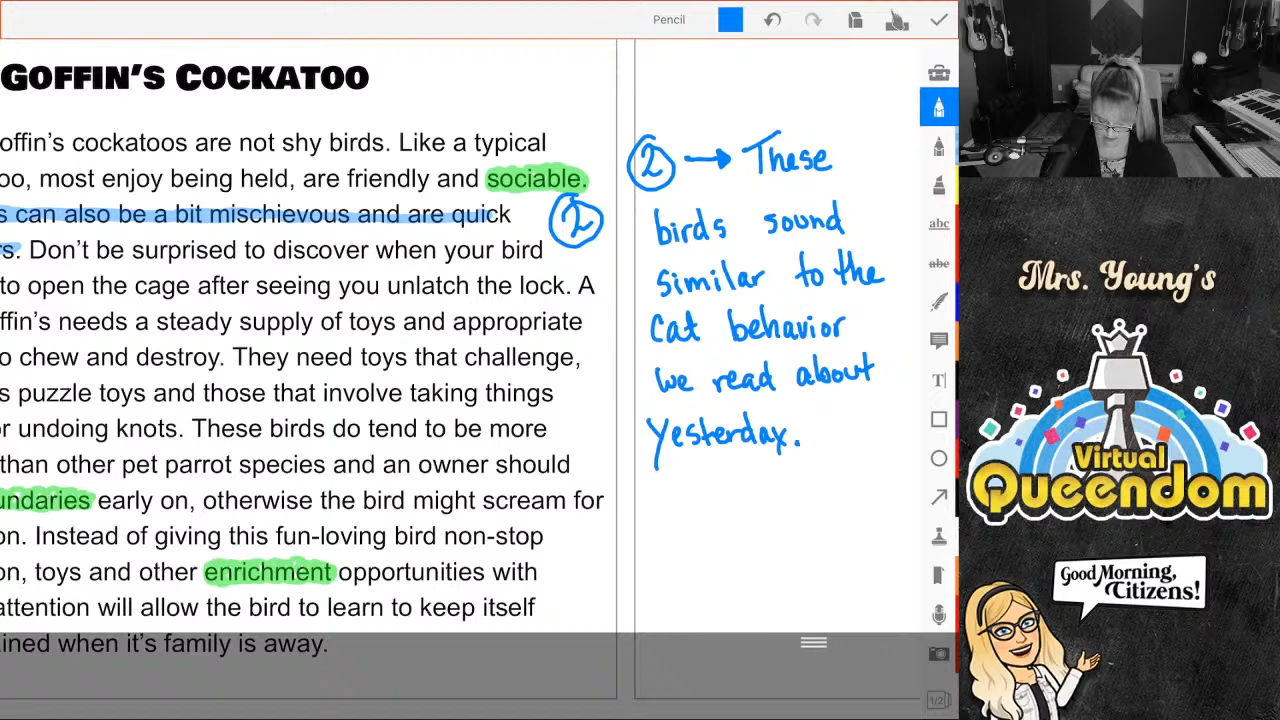 Pencil
GOFFIN'S COCKATOO
offin's cockatoos are not shy birds. Like a typical
oo, most enjoy being held, are friendly and sociable.
s can also be a bit mischievous and are quick
rs. Don't be surprised to discover when your bird
to open the cage after seeing you unlatch the lock. A
ffin's needs a steady supply of toys and appropriate
o chew and destroy. They need toys that challenge,
s puzzle toys and those that involve taking things
or undoing knots. These birds do tend to be more
than other pet parrot species and an owner should
undaries early on, otherwise the bird might scream for
on. Instead of giving this fun-loving bird non-stop
on, toys and other enrichment opportunities with
attention will allow the bird to learn to keep itself
ined when it's family is away.
2
2 → These
birds sound
similar to the
cat behavior
we read about
yesterday.
abc
abc
T
1/2
Mrs. Young's
Virtual
Queendom
Good Morning,
Citizens!